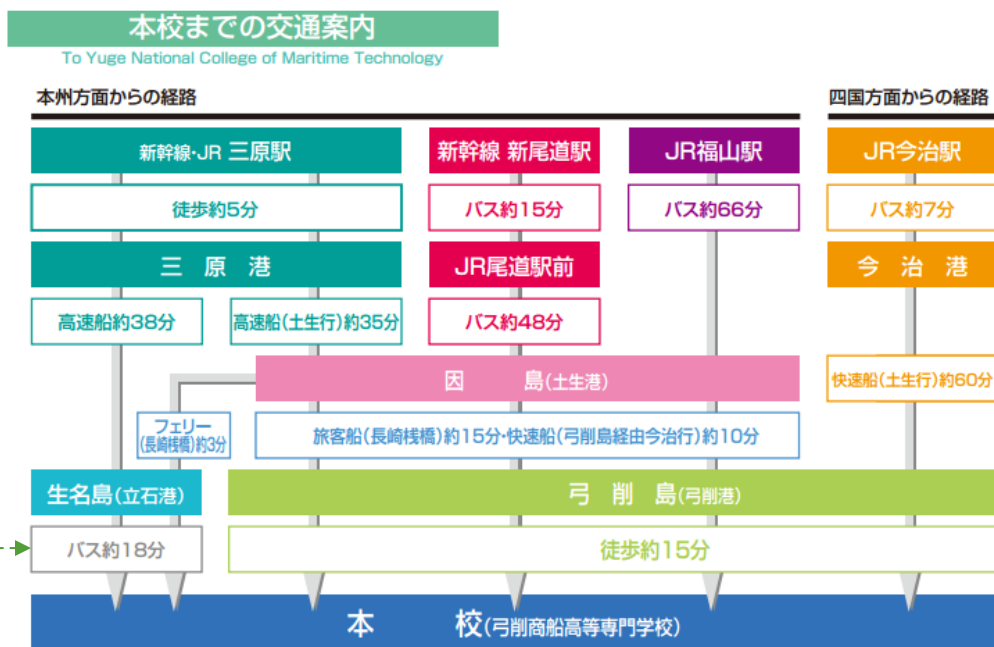 本校までの交通案内
To Yuge National College of Maritime Technology
本州方面からの経路
四国方面からの経路
新幹線・JR 三原駅
新幹線 新尾道駅
JR福山駅
JR今治駅
徒歩約5分
バス約15分
バス約66分
バス約7分
三原港
JR尾道駅前
今治港
高速船約38分
高速船(土生行)約35分
バス約48分
因島(土生港)
快速船(土生行)約60分
フェリー
(長崎桟橋)約3分
旅客船(長崎桟橋)約15分・快速船(弓削島経由今治行)約10分
生名島(立石港)
弓削島(弓削港)
バス約18分
徒歩約15分
本校(弓削商船高等専門学校)